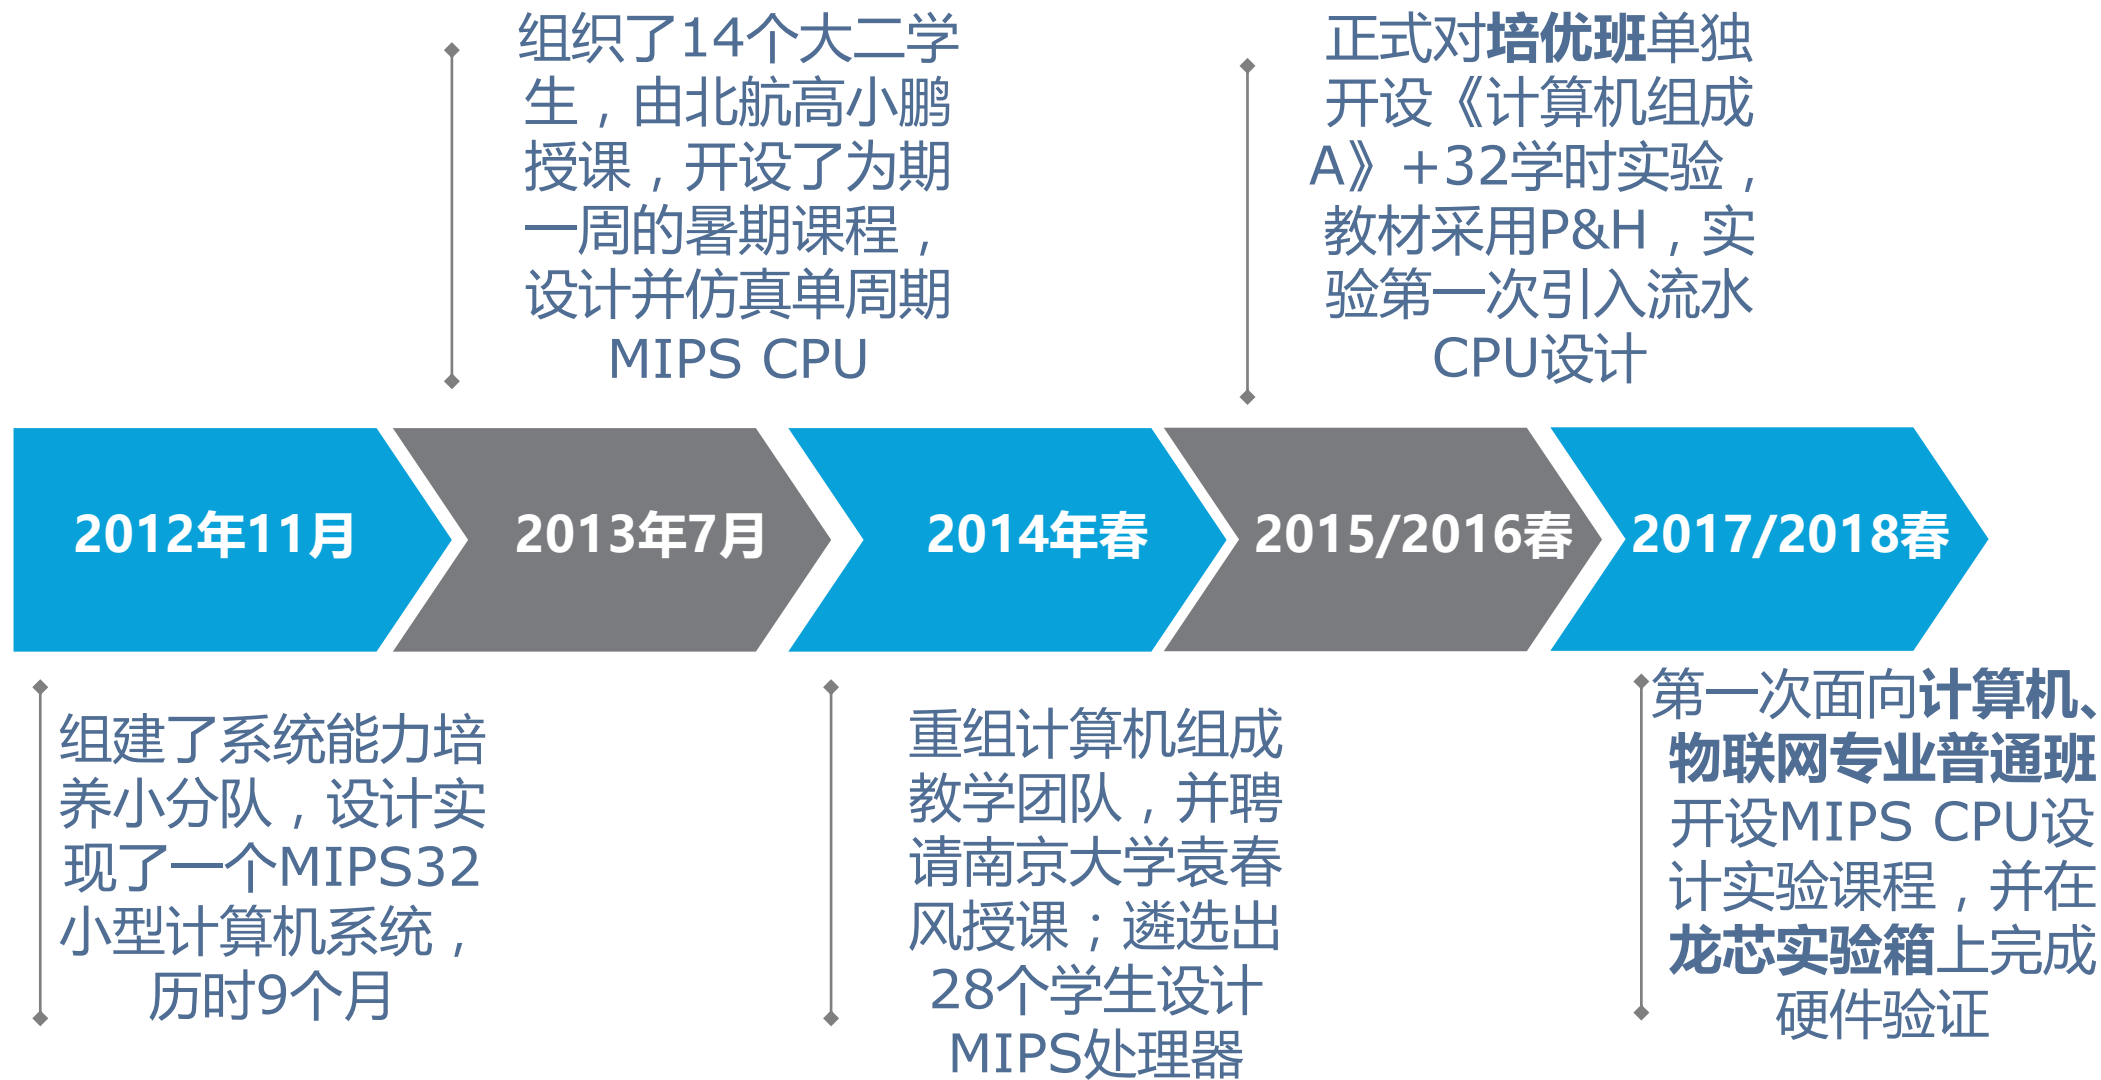 组织了14个大二学
生，由北航高小鹏
授课，开设了为期
一周的暑期课程，
设计并仿真单周期
MIPS CPU
正式对培优班单独
开设《计算机组成
A》+32学时实验，
教材采用P&H，实
验第一次引入流水
CPU设计
2012年11月
2013年7月
2014年春
2015/2016春
2017/2018春
组建了系统能力培
养小分队，设计实
现了一个MIPS32
小型计算机系统，
历时9个月
重组计算机组成
教学团队，并聘
请南京大学袁春
风授课；遴选出
28个学生设计
MIPS处理器
第一次面向计算机、
物联网专业普通班
开设MIPS CPU设
计实验课程，并在
龙芯实验箱上完成
硬件验证